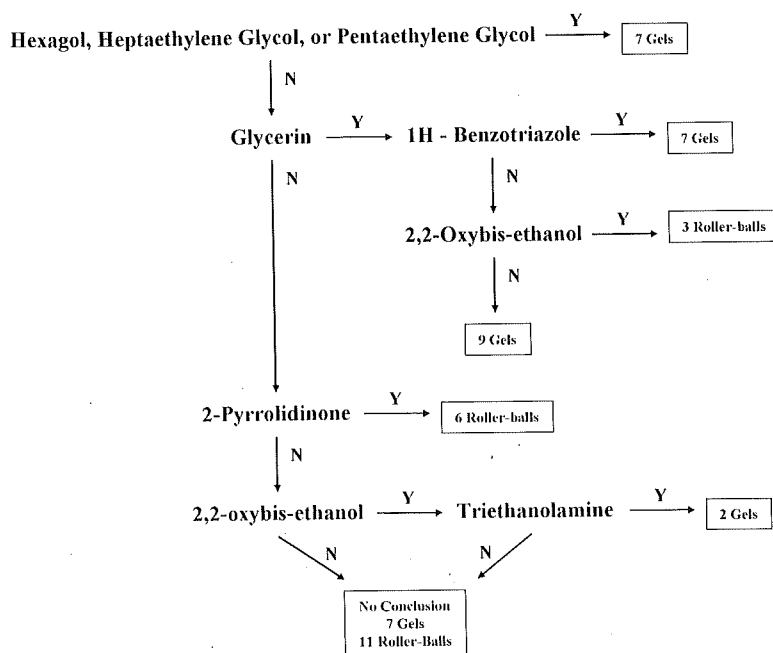 Hexagol, Heptaethylene Glycol, or Pentaethylene Glycol Y 7 Gels
N
Glycerin Y 1H - Benzotriazole Y 7 Gels
N N
2,2-Oxybis-ethanol Y 3 Roller-balls
N
9 Gels
2-Pyrrolidinone Y 6 Roller-balls
N
2,2-oxybis-ethanol Y Triethanolamine Y 2 Gels
N N
No Conclusion
7 Gels
11 Roller-Balls